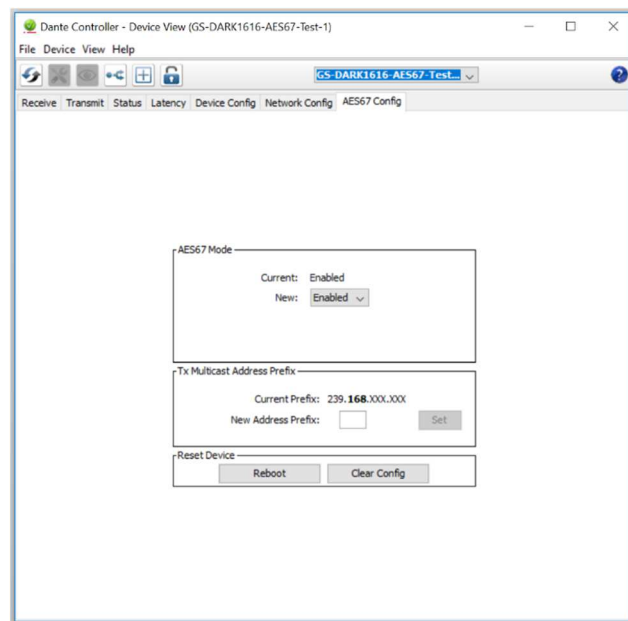 Dante Controller - Device View (GS-DARK1616-AES67-Test-1)
File Device View Help
GS-DARK1616-AES67-Test...
?
Receive Transmit Status Latency Device Config Network Config AES67 Config
AES67 Mode
Current: Enabled
New: Enabled
Tx Multicast Address Prefix
Current Prefix: 239.168.XXX.XXX
New Address Prefix: Set
Reset Device
Reboot Clear Config